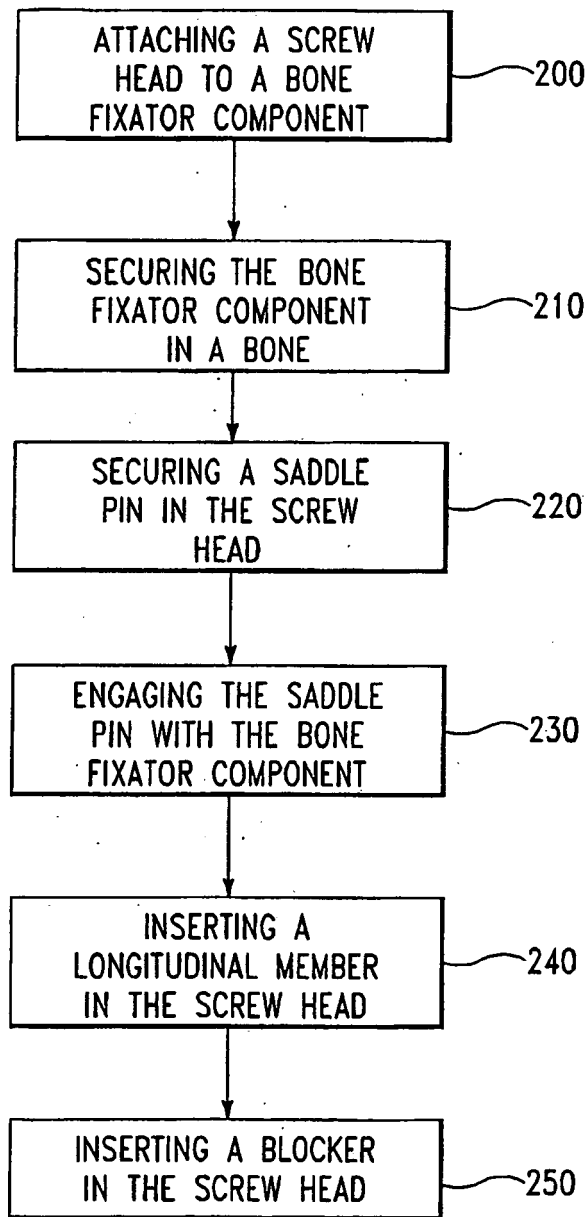 ATTACHING A SCREW
HEAD TO A BONE
FIXATOR COMPONENT
200
SECURING THE BONE
FIXATOR COMPONENT
IN A BONE
210
SECURING A SADDLE
PIN IN THE SCREW
HEAD
220
ENGAGING THE SADDLE
PIN WITH THE BONE
FIXATOR COMPONENT
230
INSERTING A
LONGITUDINAL MEMBER
IN THE SCREW HEAD
240
INSERTING A BLOCKER
IN THE SCREW HEAD
250